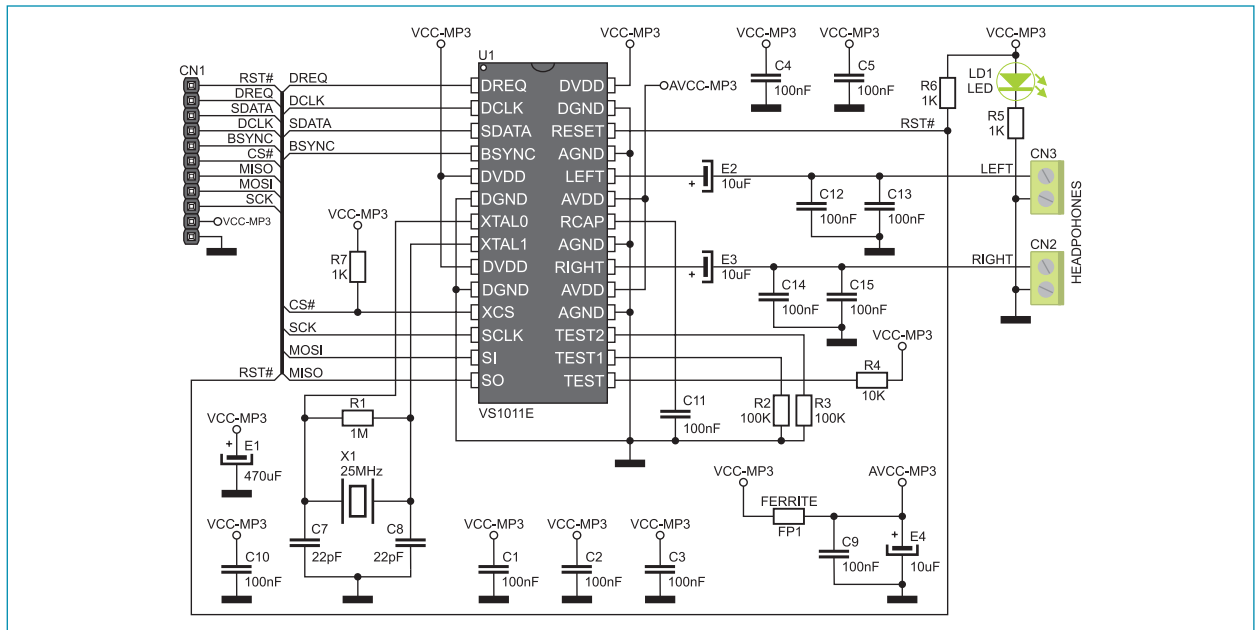 VCC-MP3
VCC-MP3
VCC-MP3
VCC-MP3
VCC-MP3
CN1
RST#
DREQ
SDATA
DCLK
BSYNC
CS#
MISO
MOSI
SCK
VCC-MP3
DREQ
DCLK
SDATA
BSYNC
VCC-MP3
R7
1K
CS#
SCK
MOSI
RST#
MISO
U1
DREQ
DCLK
SDATA
BSYNC
DVDD
DGND
XTAL0
XTAL1
DVDD
DGND
XCS
SCLK
SI
SO
DVDD
DGND
RESET
AGND
LEFT
AVDD
RCAP
AGND
RIGHT
AVDD
AGND
TEST2
TEST1
TEST
VS1011E
AVCC-MP3
C4
100nF
C5
100nF
R6
1K
RST#
LD1
LED
R5
1K
CN3
LEFT
E2
10uF
+
C12
100nF
C13
100nF
HEADPOHONES
CN2
RIGHT
E3
10uF
+
C14
100nF
C15
100nF
VCC-MP3
R4
10K
R2
100K
R3
100K
C11
100nF
R1
1M
X1
25MHz
C7
22pF
C8
22pF
VCC-MP3
+
E1
470uF
VCC-MP3
C10
100nF
VCC-MP3
C1
100nF
VCC-MP3
C2
100nF
VCC-MP3
C3
100nF
VCC-MP3
FERRITE
FP1
AVCC-MP3
C9
100nF
+
E4
10uF